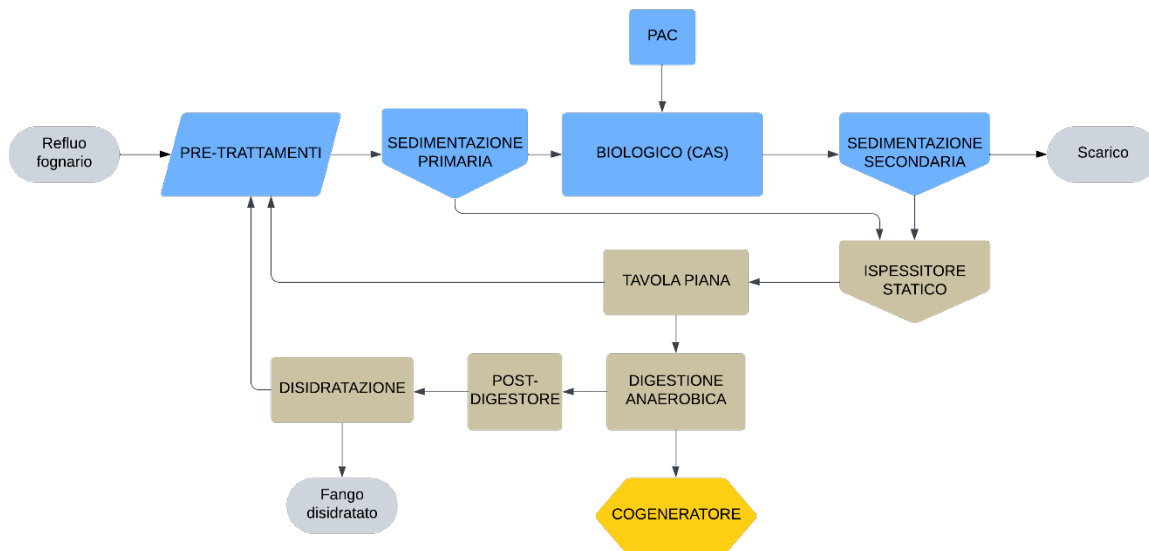 PAC
Refluo
fognario
PRE-TRATTAMENTI
SEDIMENTAZIONE
PRIMARIA
BIOLOGICO (CAS)
SEDIMENTAZIONE
SECONDARIA
Scarico
TAVOLA PIANA
ISPESSITORE
STATICO
DISIDRATAZIONE
POST-
DIGESTORE
DIGESTIONE
ANAEROBICA
Fango
disidratato
COGENERATORE